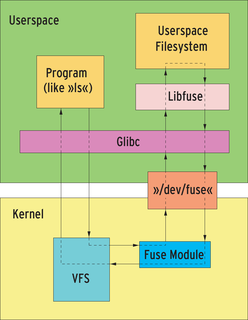 Userspace
Userspace
Filesystem
Program
(like »ls«)
Libfuse
Glibc
»/dev/fuse«
Kernel
Fuse Module
VFS